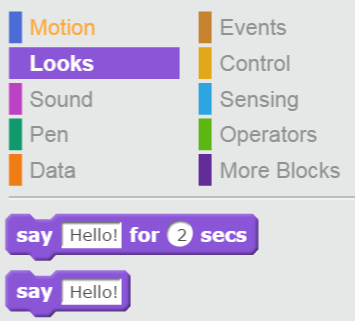 Motion
Looks
Sound
Pen
Data
Events
Control
Sensing
Operators
More Blocks
say Hello! for 2 secs
say Hello!